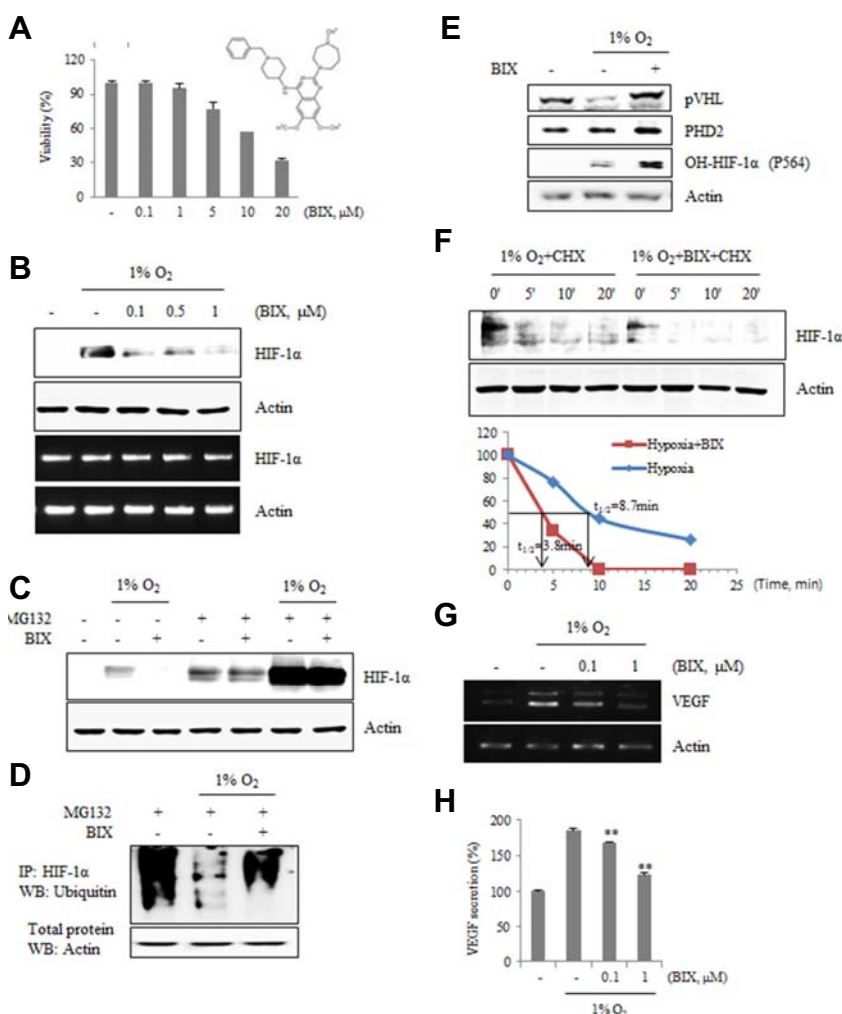 A
Viability (%)
120
90
60
30
0
- 0.1 1 5 10 20 (BIX, μM)
B
1% O2
- - 0.1 0.5 1 (BIX, μM)
HIF-1α
Actin
HIF-1α
Actin
C
1% O2 1% O2
MG132 - - - + + + +
BIX - - + - + - +
HIF-1α
Actin
D
1% O2
MG132 + + +
BIX - - +
IP: HIF-1α
WB: Ubiquitin
Total protein
WB: Actin
E
1% O2
BIX - - +
pVHL
PHD2
OH-HIF-1α (P564)
Actin
F
1% O2+CHX 1% O2+BIX+CHX
0' 5' 10' 20' 0' 5' 10' 20'
HIF-1α
Actin
120
100
80
60
40
20
0
Hypoxia+BIX
Hypoxia
t1/2=8.7min
t1/2=3.8min
0 5 10 15 20 25 (Time, min)
G
1% O2
- - 0.1 1 (BIX, μM)
VEGF
Actin
H
VEGF secretion (%)
200
150
100
50
0
** **
- - 0.1 1 (BIX, μM)
1% O2